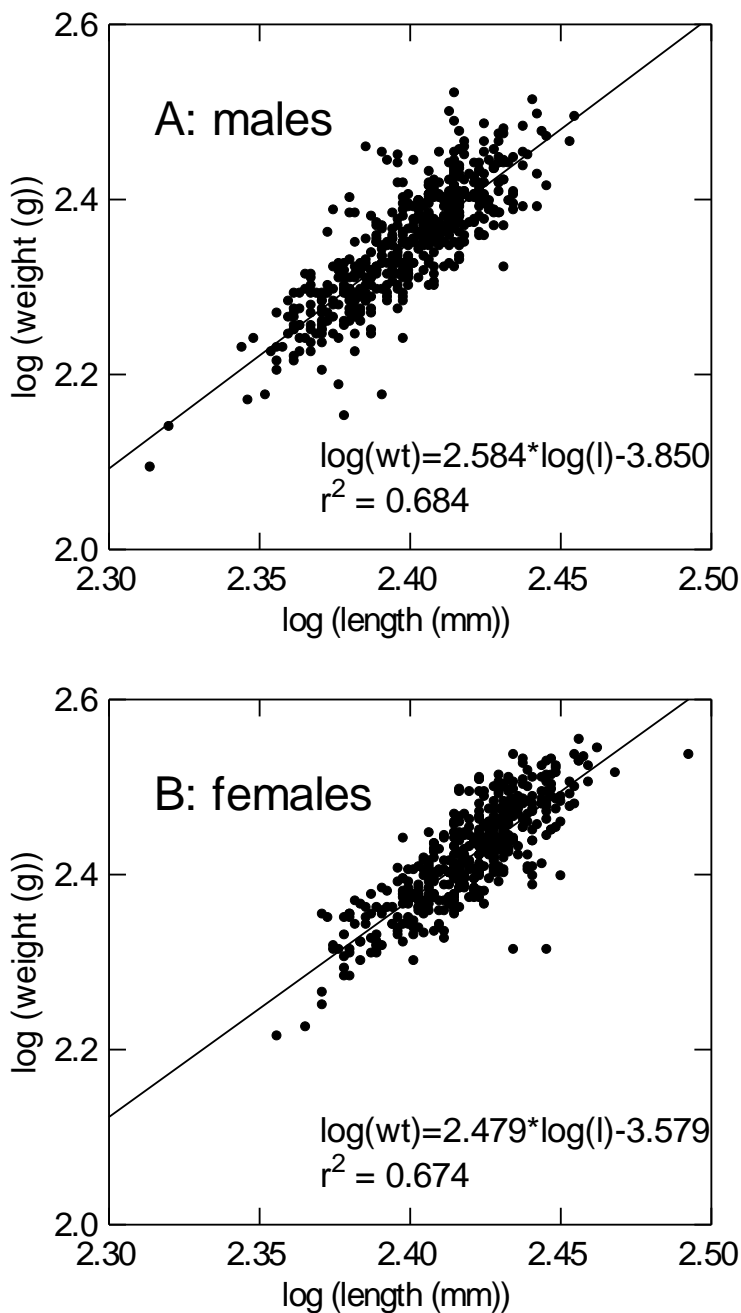 2.6
A: males
2.4
log (weight (g))
2.2
log(wt)=2.584*log(l)-3.850
r² = 0.684
2.0
2.30 2.35 2.40 2.45 2.50
log (length (mm))
2.6
B: females
2.4
log (weight (g))
2.2
log(wt)=2.479*log(l)-3.579
r² = 0.674
2.0
2.30 2.35 2.40 2.45 2.50
log (length (mm))